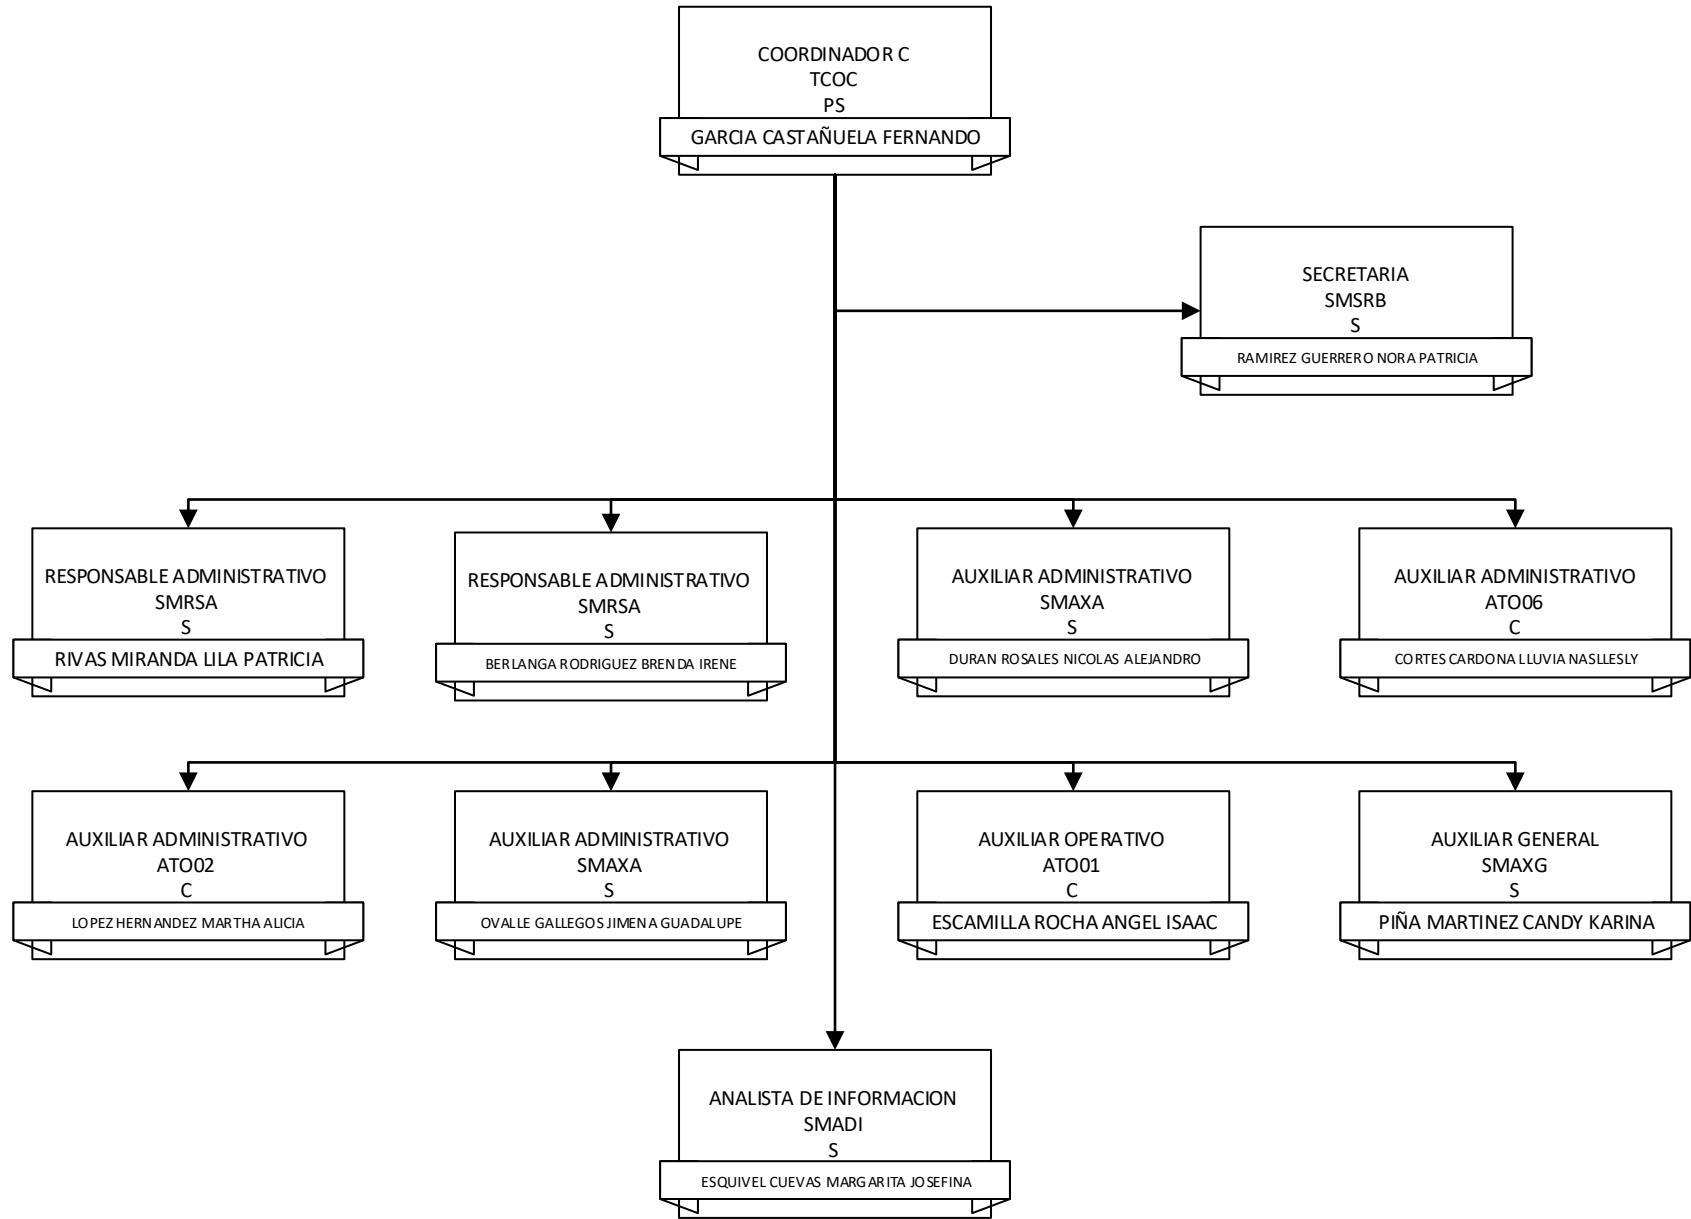 COORDINADOR C
TCOC
PS
GARCIA CASTAÑUELA FERNANDO
SECRETARIA
SMSRB
S
RAMIREZ GUERRERO NORA PATRICIA
RESPONSABLE ADMINISTRATIVO
SMRSA
S
RIVAS MIRANDA LILA PATRICIA
RESPONSABLE ADMINISTRATIVO
SMRSA
S
BERLANGA RODRIGUEZ BRENDA IRENE
AUXILIAR ADMINISTRATIVO
SMAXA
S
DURAN ROSALES NICOLAS ALEJANDRO
AUXILIAR ADMINISTRATIVO
ATO06
C
CORTES CARDONA LLUVIA NASLLESLY
AUXILIAR ADMINISTRATIVO
ATO02
C
LOPEZ HERNANDEZ MARTHA ALICIA
AUXILIAR ADMINISTRATIVO
SMAXA
S
OVALLE GALLEGOS JIMENA GUADALUPE
AUXILIAR OPERATIVO
ATO01
C
ESCAMILLA ROCHA ANGEL ISAAC
AUXILIAR GENERAL
SMAXG
S
PIÑA MARTINEZ CANDY KARINA
ANALISTA DE INFORMACION
SMADI
S
ESQUIVEL CUEVAS MARGARITA JOSEFINA